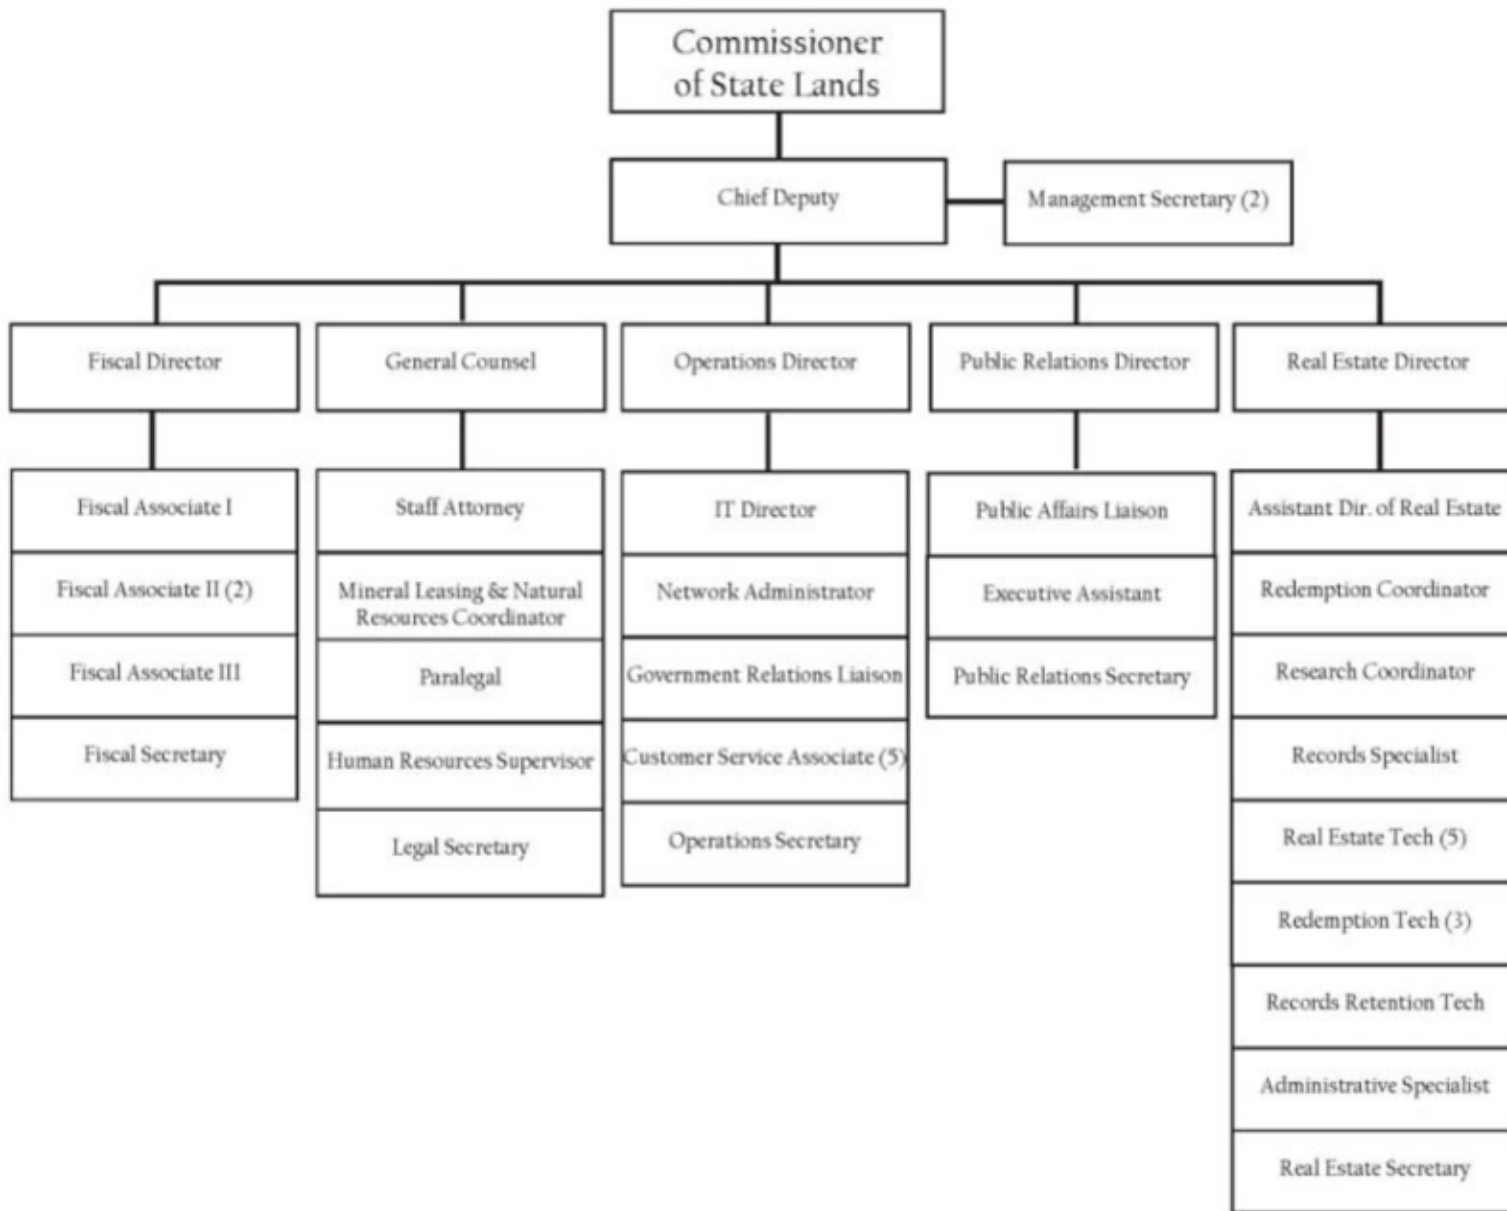 Commissioner
of State Lands
Chief Deputy
Management Secretary (2)
Fiscal Director
General Counsel
Operations Director
Public Relations Director
Real Estate Director
Fiscal Associate I
Fiscal Associate II (2)
Fiscal Associate III
Fiscal Secretary
Staff Attorney
Mineral Leasing & Natural
Resources Coordinator
Paralegal
Human Resources Supervisor
Legal Secretary
IT Director
Network Administrator
Government Relations Liaison
Customer Service Associate (5)
Operations Secretary
Public Affairs Liaison
Executive Assistant
Public Relations Secretary
Assistant Dir. of Real Estate
Redemption Coordinator
Research Coordinator
Records Specialist
Real Estate Tech (5)
Redemption Tech (3)
Records Retention Tech
Administrative Specialist
Real Estate Secretary